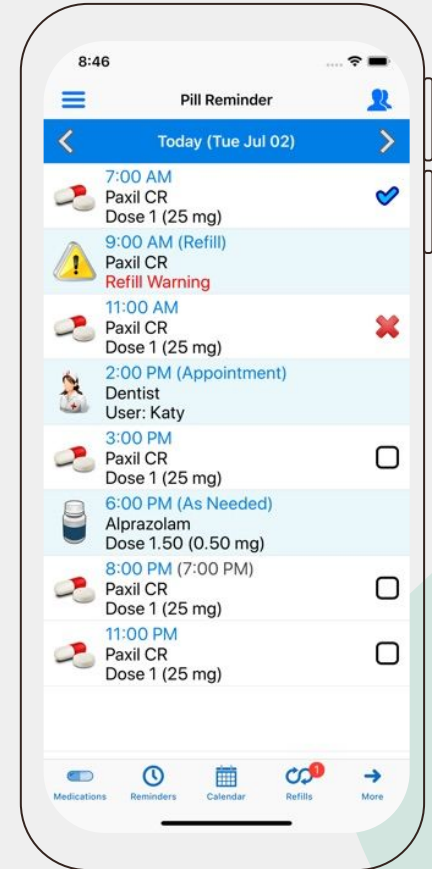 8:46
Pill Reminder
Today (Tue Jul 02)
7:00 AM
Paxil CR
Dose 1 (25 mg)
9:00 AM (Refill)
Paxil CR
Refill Warning
11:00 AM
Paxil CR
Dose 1 (25 mg)
2:00 PM (Appointment)
Dentist
User: Katy
3:00 PM
Paxil CR
Dose 1 (25 mg)
6:00 PM (As Needed)
Alprazolam
Dose 1.50 (0.50 mg)
8:00 PM (7:00 PM)
Paxil CR
Dose 1 (25 mg)
11:00 PM
Paxil CR
Dose 1 (25 mg)
1
Medications Reminders Calendar Refills More